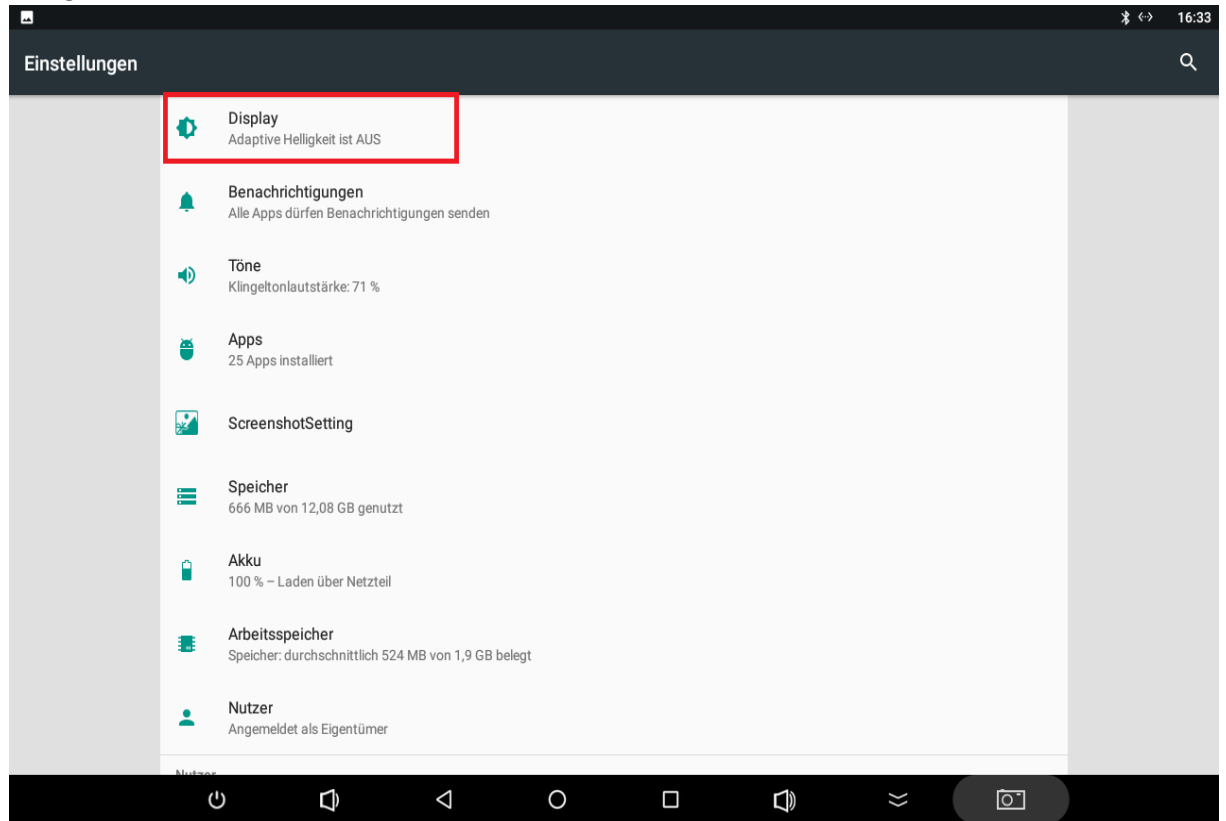 16:33
Einstellungen
Display
Adaptive Helligkeit ist AUS
Benachrichtigungen
Alle Apps dürfen Benachrichtigungen senden
Töne
Klingeltonlautstärke: 71 %
Apps
25 Apps installiert
ScreenshotSetting
Speicher
666 MB von 12,08 GB genutzt
Akku
100 % – Laden über Netzteil
Arbeitsspeicher
Speicher: durchschnittlich 524 MB von 1,9 GB belegt
Nutzer
Angemeldet als Eigentümer
Nutzer